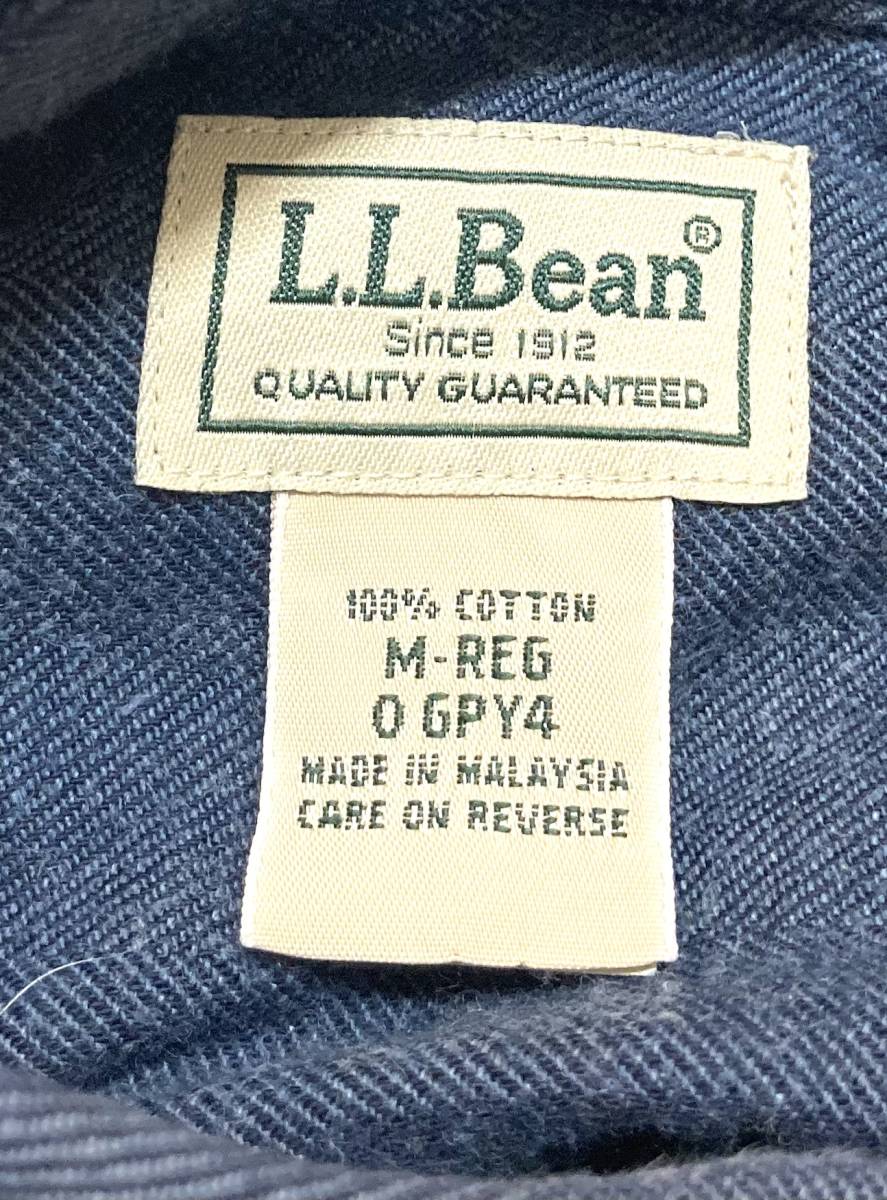 L.L.Bean®
Since 1912
QUALITY GUARANTEED
100% COTTON
M-REG
0 GPY4
MADE IN MALAYSIA
CARE ON REVERSE